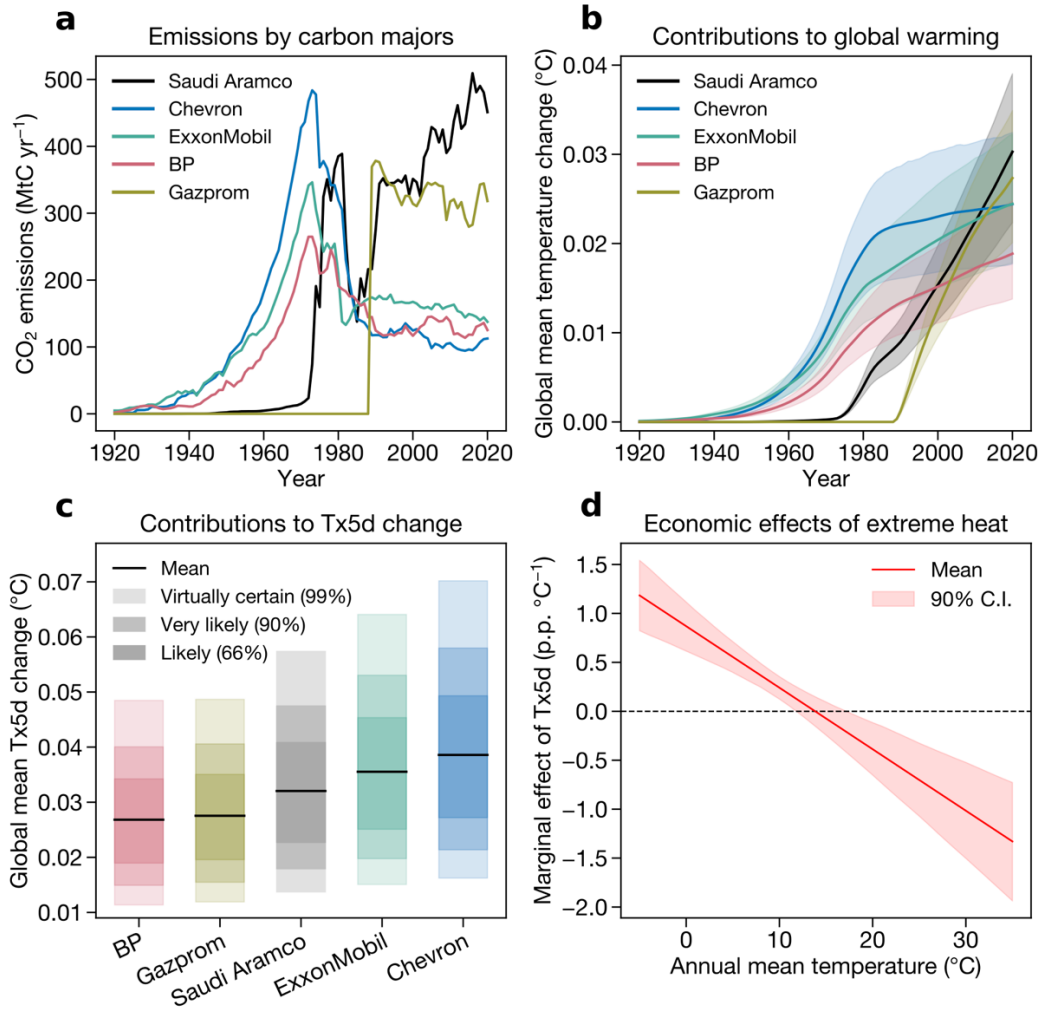 a
Emissions by carbon majors
CO₂ emissions (MtC yr⁻¹)
500
400
300
200
100
0
Saudi Aramco
Chevron
ExxonMobil
BP
Gazprom
1920 1940 1960 1980 2000 2020
Year
b
Contributions to global warming
Global mean temperature change (°C)
0.04
0.03
0.02
0.01
0.00
Saudi Aramco
Chevron
ExxonMobil
BP
Gazprom
1920 1940 1960 1980 2000 2020
Year
c
Contributions to Tx5d change
Global mean Tx5d change (°C)
0.07
0.06
0.05
0.04
0.03
0.02
0.01
Mean
Virtually certain (99%)
Very likely (90%)
Likely (66%)
BP
Gazprom
Saudi Aramco
ExxonMobil
Chevron
d
Economic effects of extreme heat
Marginal effect of Tx5d (p.p. °C⁻¹)
1.5
1.0
0.5
0.0
−0.5
−1.0
−1.5
−2.0
Mean
90% C.I.
0 10 20 30
Annual mean temperature (°C)